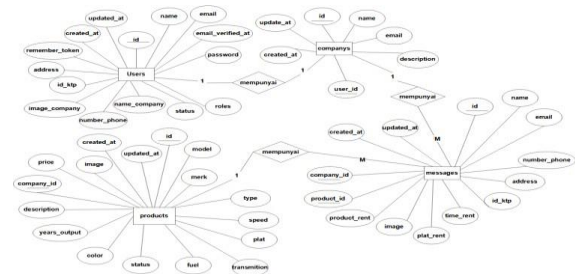 updated_at
name
email
created_at
id
email_verified_at
remember_token
password
address
Users
id_ktp
image_company
name_company
status
roles
number_phone
1
mempunyai
1
id
update_at
name
companys
email
created_at
description
user_id
1
mempunyai
M
id
name
email
created_at
updated_at
number_phone
company_id
messages
address
product_id
id_ktp
product_rent
time_rent
image
plat_rent
mempunyai
1
M
id
created_at
model
updated_at
price
image
merk
company_id
type
description
products
speed
years_output
plat
color
status
fuel
transmition